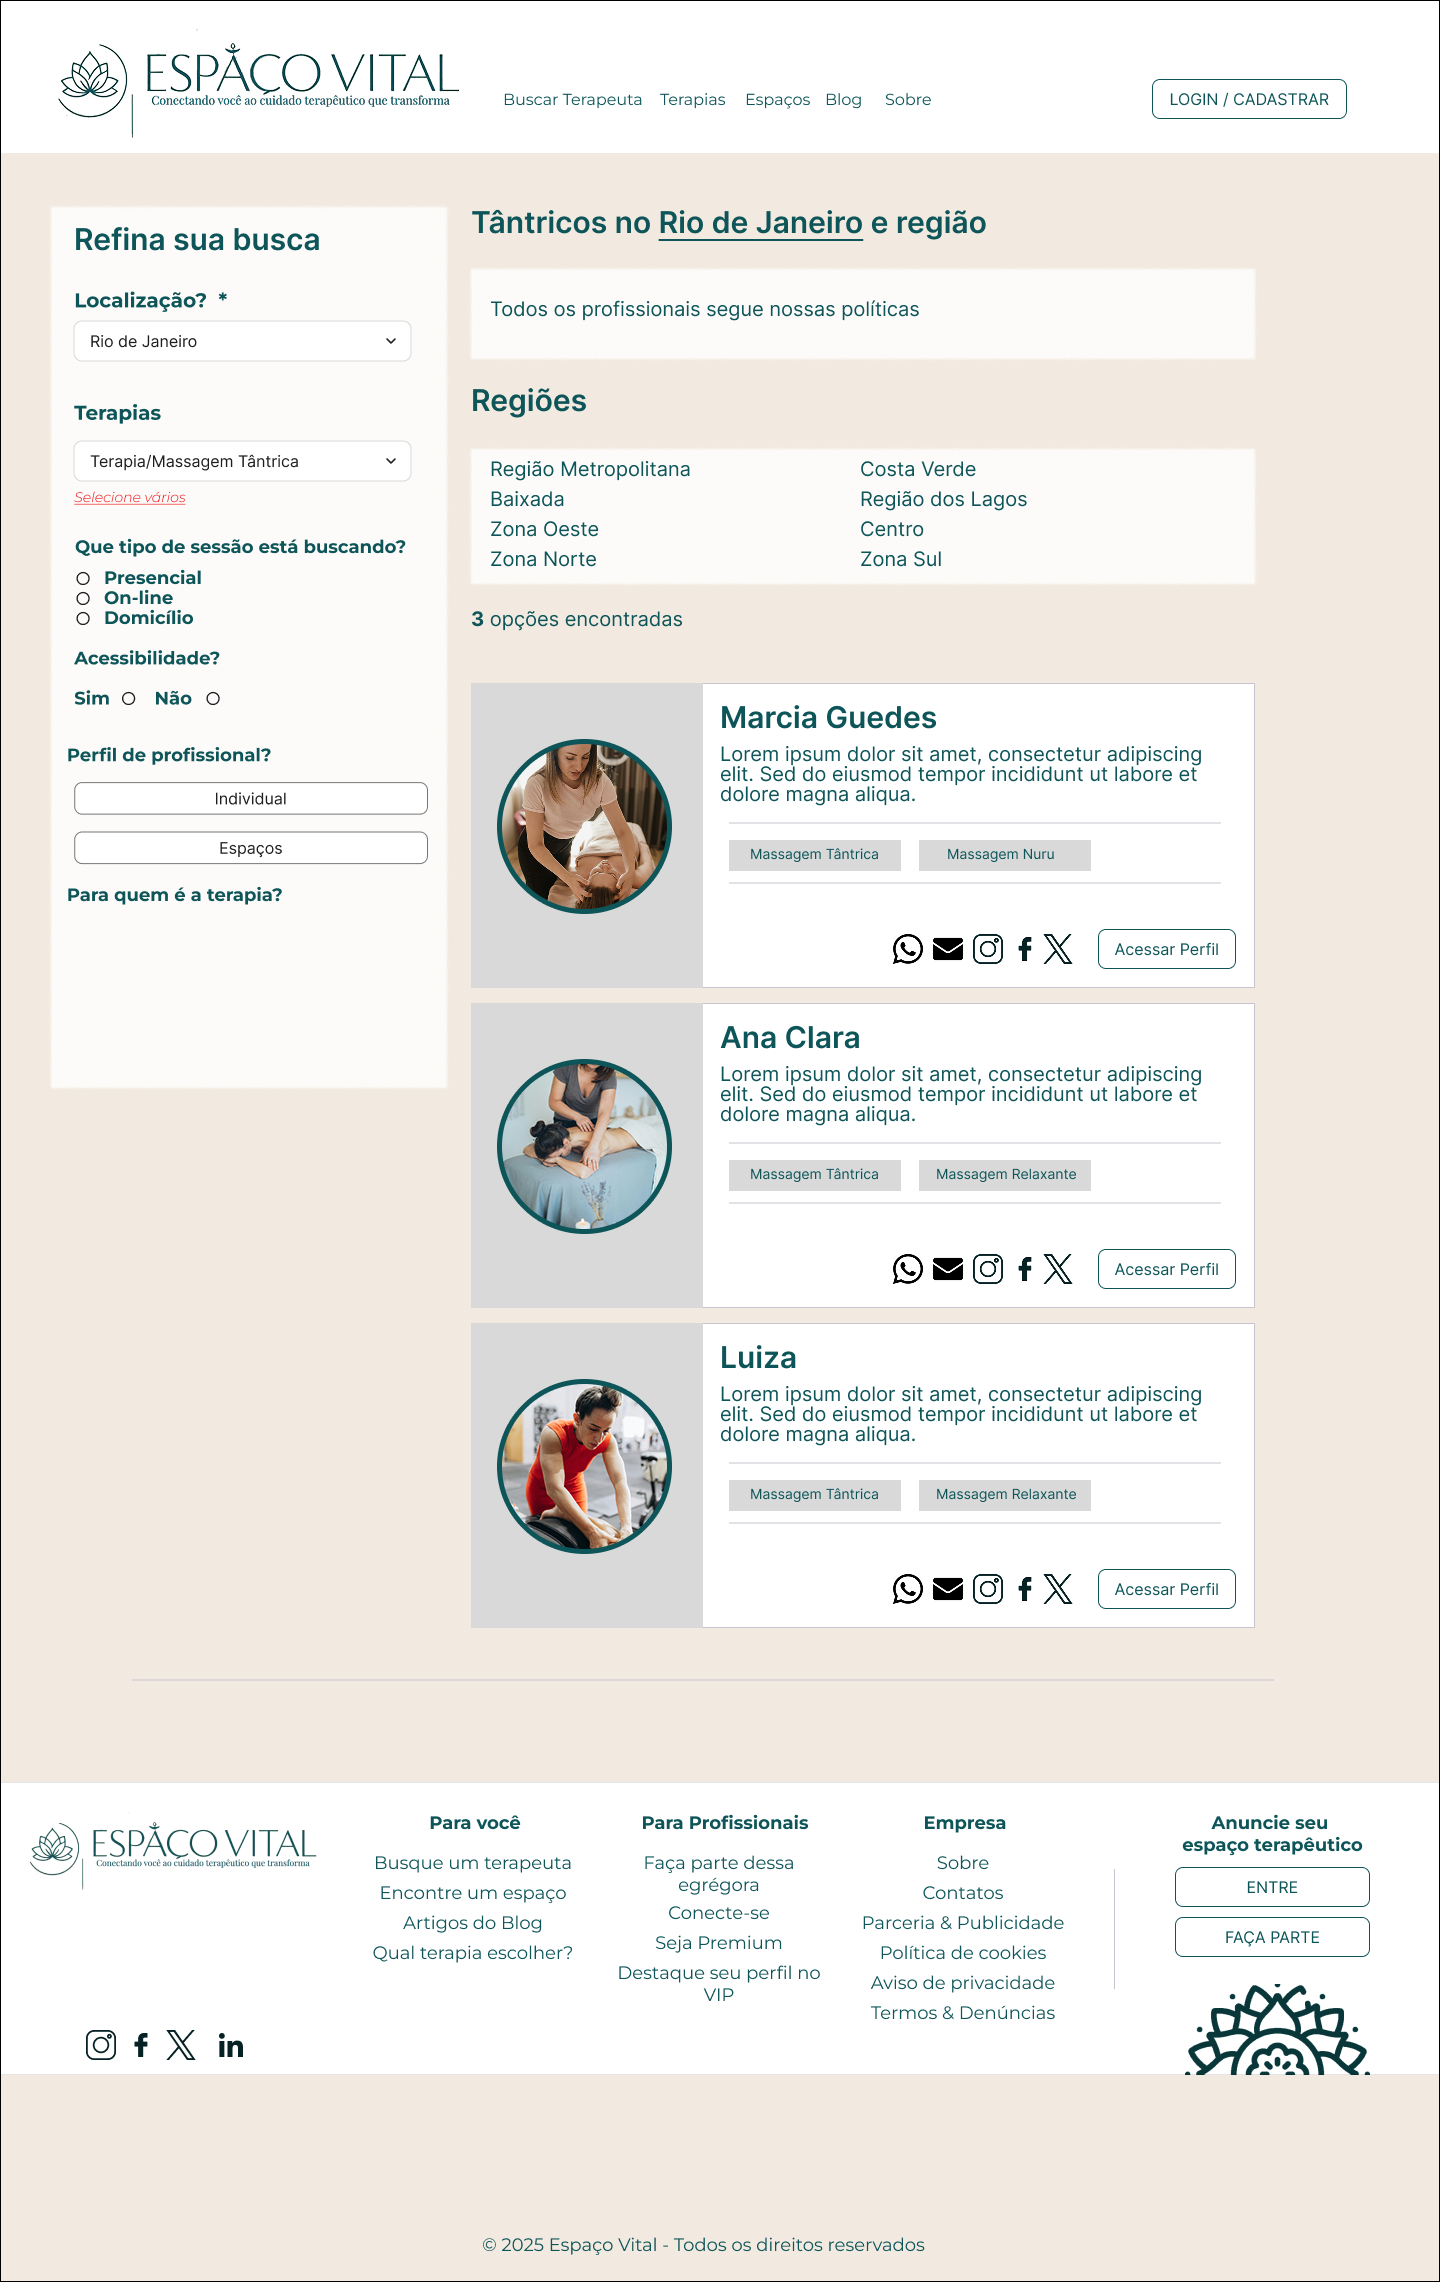 ESPAÇO VITAL
Conectando você ao cuidado terapêutico que transforma
Buscar Terapeuta Terapias Espaços Blog Sobre
LOGIN / CADASTRAR
Refina sua busca
Localização? *
Rio de Janeiro
Terapias
Terapia/Massagem Tântrica
Selecione vários
Que tipo de sessão está buscando?
Presencial
On-line
Domicílio
Acessibilidade?
Sim Não
Perfil de profissional?
Individual
Espaços
Para quem é a terapia?
Tântricos no Rio de Janeiro e região
Todos os profissionais segue nossas políticas
Regiões
Região Metropolitana
Baixada
Zona Oeste
Zona Norte
Costa Verde
Região dos Lagos
Centro
Zona Sul
3 opções encontradas
Marcia Guedes
Lorem ipsum dolor sit amet, consectetur adipiscing
elit. Sed do eiusmod tempor incididunt ut labore et
dolore magna aliqua.
Massagem Tântrica Massagem Nuru
Acessar Perfil
Ana Clara
Lorem ipsum dolor sit amet, consectetur adipiscing
elit. Sed do eiusmod tempor incididunt ut labore et
dolore magna aliqua.
Massagem Tântrica Massagem Relaxante
Acessar Perfil
Luiza
Lorem ipsum dolor sit amet, consectetur adipiscing
elit. Sed do eiusmod tempor incididunt ut labore et
dolore magna aliqua.
Massagem Tântrica Massagem Relaxante
Acessar Perfil
ESPAÇO VITAL
Conectando você ao cuidado terapêutico que transforma
Para você
Busque um terapeuta
Encontre um espaço
Artigos do Blog
Qual terapia escolher?
Para Profissionais
Faça parte dessa
egrégora
Conecte-se
Seja Premium
Destaque seu perfil no
VIP
Empresa
Sobre
Contatos
Parceria & Publicidade
Política de cookies
Aviso de privacidade
Termos & Denúncias
Anuncie seu
espaço terapêutico
ENTRE
FAÇA PARTE
© 2025 Espaço Vital - Todos os direitos reservados